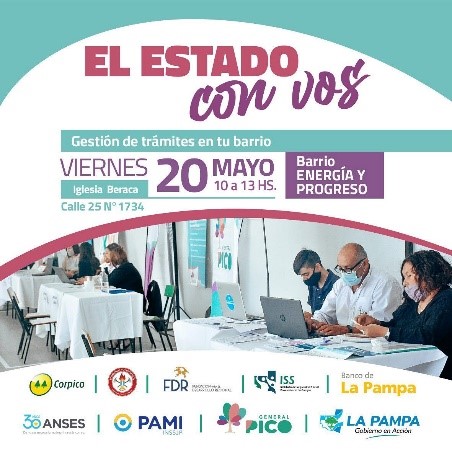 EL ESTADO
con vos
Gestión de trámites en tu barrio
VIERNES 20 MAYO
Iglesia Beraca
10 a 13 HS.
Calle 25 N° 1734
Barrio
ENERGÍA Y
PROGRESO
PICO
Corpico
FDR
ISS
Banco de
La Pampa
30 AÑOS
ANSES
PAMI
INSSJP
GENERAL
PICO
LA PAMPA
Gobierno en Acción